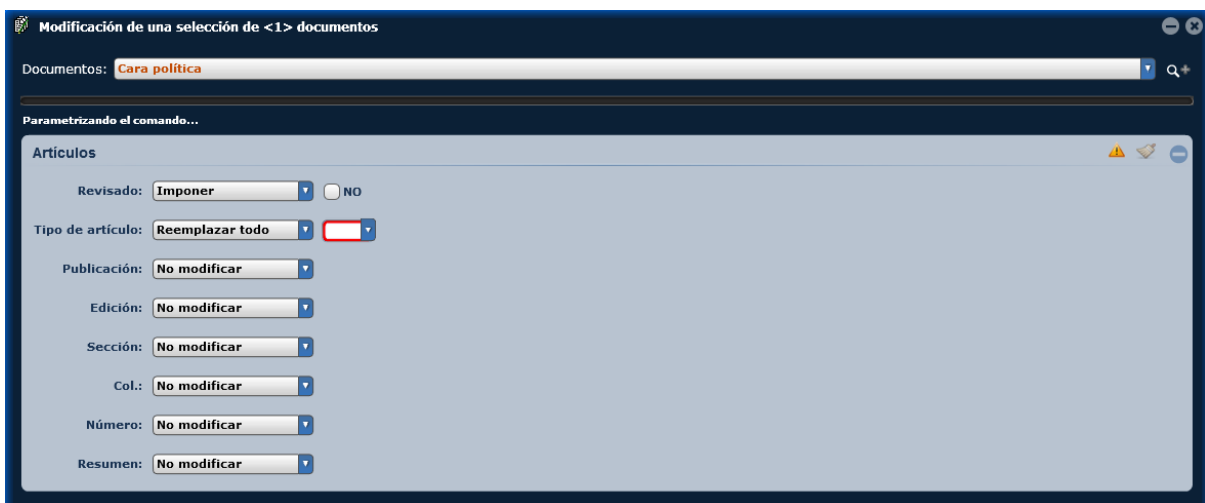 Modificación de una selección de <1> documentos
Documentos: Cara política
Parametrizando el comando...
Artículos
Revisado: Imponer NO
Tipo de artículo: Reemplazar todo
Publicación: No modificar
Edición: No modificar
Sección: No modificar
Col.: No modificar
Número: No modificar
Resumen: No modificar